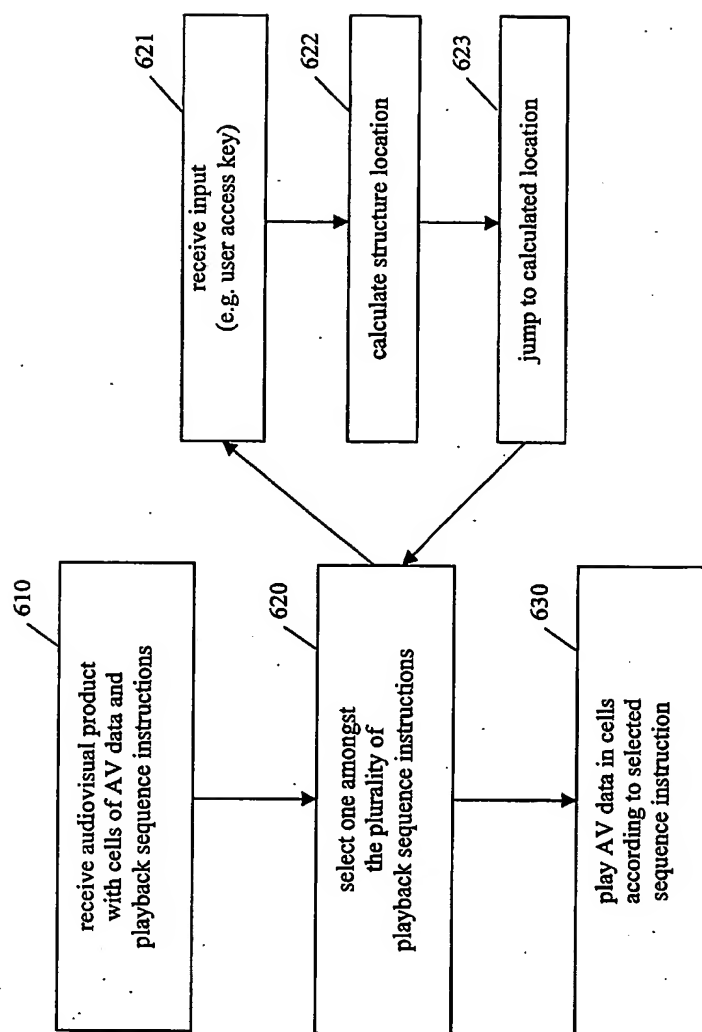 610
receive audiovisual product
with cells of AV data and
playback sequence instructions
620
select one amongst
the plurality of
playback sequence instructions
630
play AV data in cells
according to selected
sequence instruction
621
receive input
(e.g. user access key)
622
calculate structure location
623
jump to calculated location